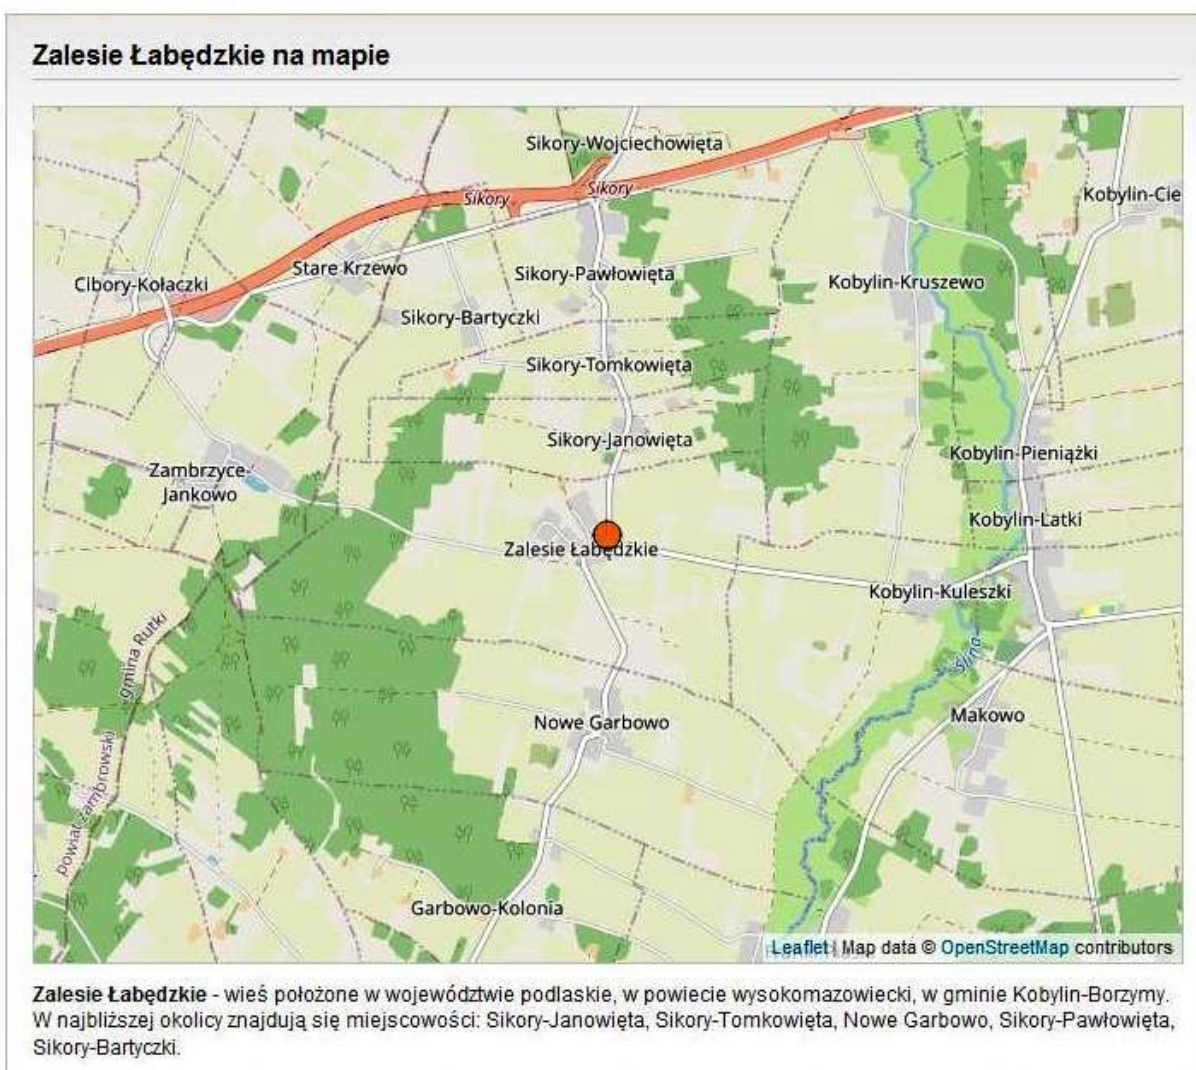 Zalesie Łabędzkie na mapie
Sikory-Wojciechowięta
Sikory
Sikory
Kobylin-Cie
Stare Krzewo
Sikory-Pawłowięta
Cibory-Kołaczki
Kobylin-Kruszewo
Sikory-Bartyczki
Sikory-Tomkowięta
Sikory-Janowięta
Kobylin-Pieniążki
Zambrzyce-
Jankowo
Kobylin-Latki
Zalesie Łabędzkie
Kobylin-Kuleszki
gmina Rutki
Ślina
Nowe Garbowo
Makowo
powiat zambrowski
Garbowo-Kolonia
Leaflet | Map data © OpenStreetMap contributors
Zalesie Łabędzkie - wieś położone w województwie podlaskie, w powiecie wysokomazowiecki, w gminie Kobylin-Borzymy.
W najbliższej okolicy znajdują się miejscowości: Sikory-Janowięta, Sikory-Tomkowięta, Nowe Garbowo, Sikory-Pawłowięta,
Sikory-Bartyczki.